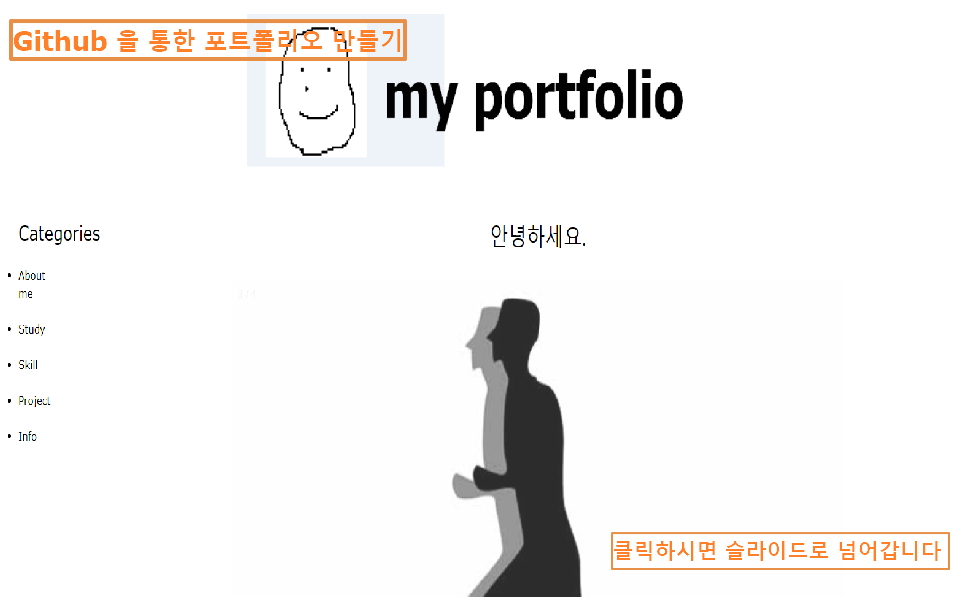 Github 을 통한 포트폴리오 만들기
my portfolio
Categories
안녕하세요.
About
me
Study
Skill
Project
Info
클릭하시면 슬라이드로 넘어갑니다